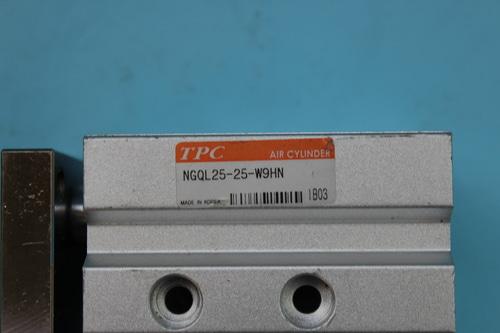 TPC AIR CYLINDER
NGQL25-25-W9HN
MADE IN KOREA 1B03